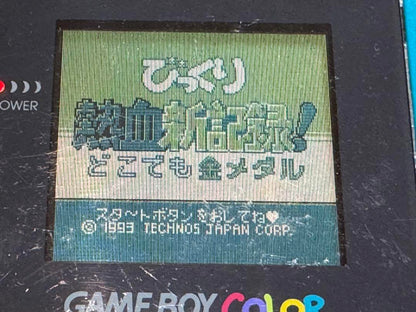 びっくり
熱血新記録!
どこでも金メダル
スタートボタンをおしてね♥
© 1993 TECHNOS JAPAN CORP.
POWER
GAME BOY COLOR